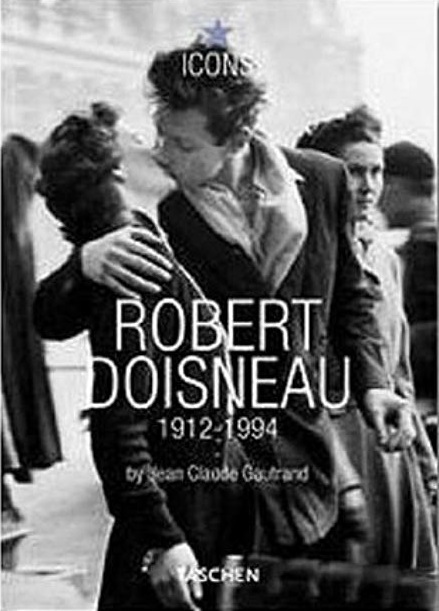 ICONS
ROBERT
DOISNEAU
1912-1994
by Jean Claude Gautrand
TASCHEN